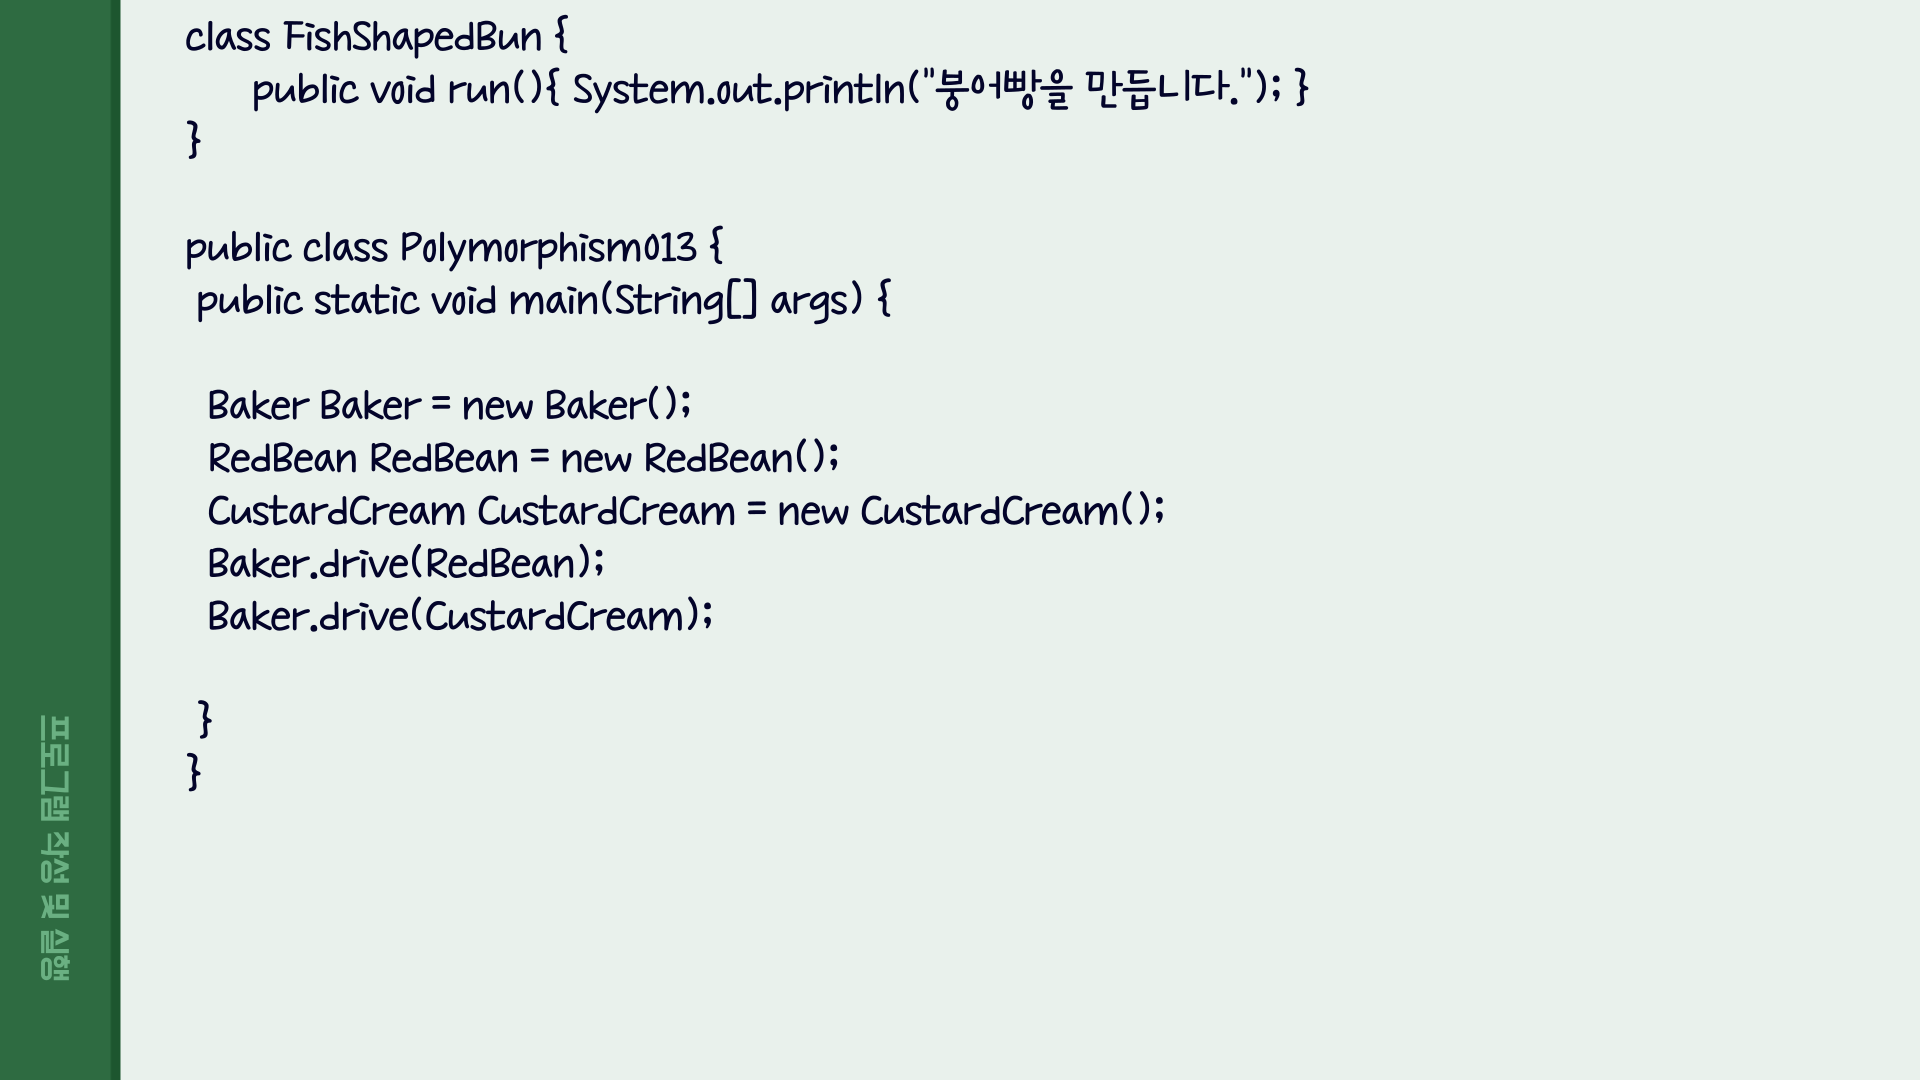 class FishShapedBun {
public void run(){ System.out.println("붕어빵을 만듭니다."); }
}
public class Polymorphism013 {
public static void main(String[] args) {
Baker Baker = new Baker();
RedBean RedBean = new RedBean();
CustardCream CustardCream = new CustardCream();
Baker.drive(RedBean);
Baker.drive(CustardCream);
}
}
프로그램 작성 및 실행